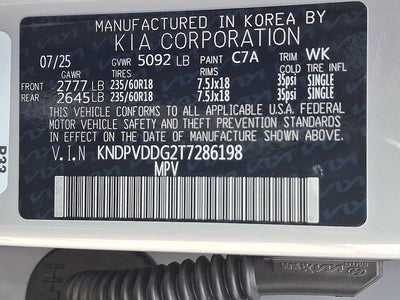 MANUFACTURED IN KOREA BY
KIA CORPORATION
07/25 GVWR 5092 LB PAINT C7A TRIM WK
GAWR TIRES RIMS COLD TIRE INFL
FRONT 2777 LB 235/60R18 7.5Jx18 35psi SINGLE
REAR 2645 LB 235/60R18 7.5Jx18 35psi SINGLE
THIS VEHICLE CONFORMS TO ALL APPLICABLE U.S.A. FEDERAL
MOTOR VEHICLE SAFETY AND THEFT PREVENTION STANDARDS
IN EFFECT ON THE DATE OF MANUFACTURE SHOWN ABOVE.
V.I.N KNDPVDDG2T7286198
MPV